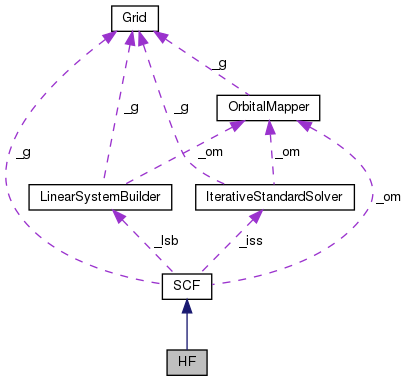 Grid
_g
OrbitalMapper
_g
_g
_g
_om
_om
LinearSystemBuilder
IterativeStandardSolver
_om
_lsb
_iss
SCF
HF